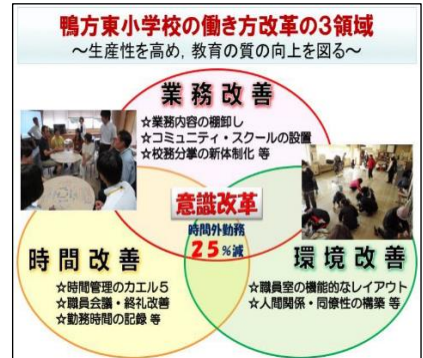 鴨方東小学校の働き方改革の3領域
～生産性を高め，教育の質の向上を図る～
業務改善
☆業務内容の棚卸し
☆コミュニティ・スクールの設置
☆校務分掌の新体制化 等
意識改革
時間外勤務
25%減
時間改善
☆時間管理のカエル5
☆職員会議・終礼改善
☆勤務時間の記録 等
環境改善
☆職員室の機能的なレイアウト
☆人間関係・同僚性の構築 等